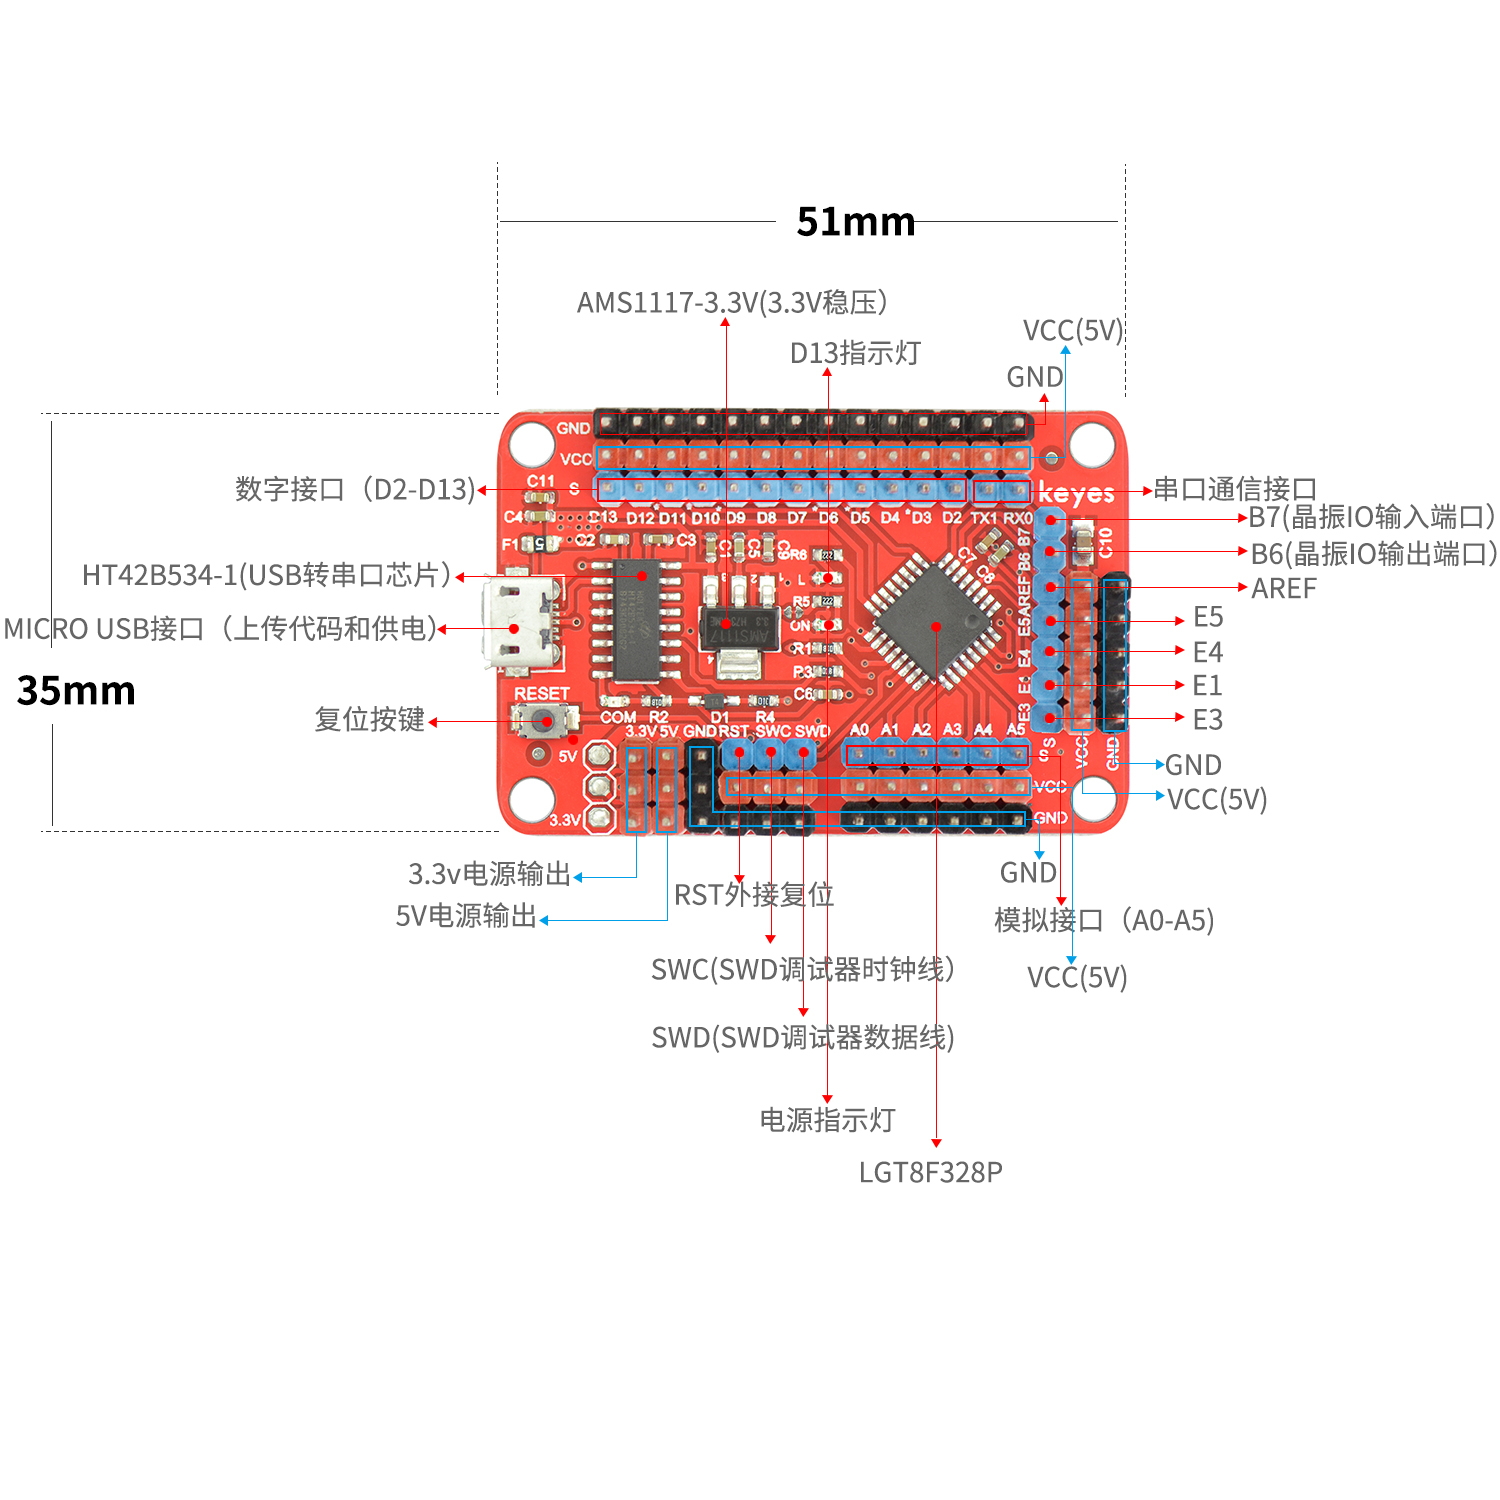 51mm
AMS1117-3.3V(3.3V稳压）
VCC(5V)
D13指示灯
GND
GND
VCC
数字接口（D2-D13)
C11
S
keyes
串口通信接口
C4
D13 D12 D11 D10 D9 D8 D7 D6 D5 D4 D3 D2 TX1 RX0
B7(晶振IO输入端口）
F1
C2
C3
R6
B7
C10
B6(晶振IO输出端口）
HT42B534-1(USB转串口芯片）
L
C7
C8
B6
AREF
AREF
R5
E5
E5
MICRO USB接口（上传代码和供电）
ON
AMS1117
R1
E4
E4
35mm
R3
E1
E1
RESET
C6
复位按键
COM R2 D1 R4
E3
E3
3.3V 5V GND RST SWC SWD
A0 A1 A2 A3 A4 A5
S
VCC
GND
5V
GND
VCC
VCC(5V)
3.3V
GND
3.3v电源输出
GND
RST外接复位
5V电源输出
模拟接口（A0-A5)
SWC(SWD调试器时钟线）
VCC(5V)
SWD(SWD调试器数据线)
电源指示灯
LGT8F328P